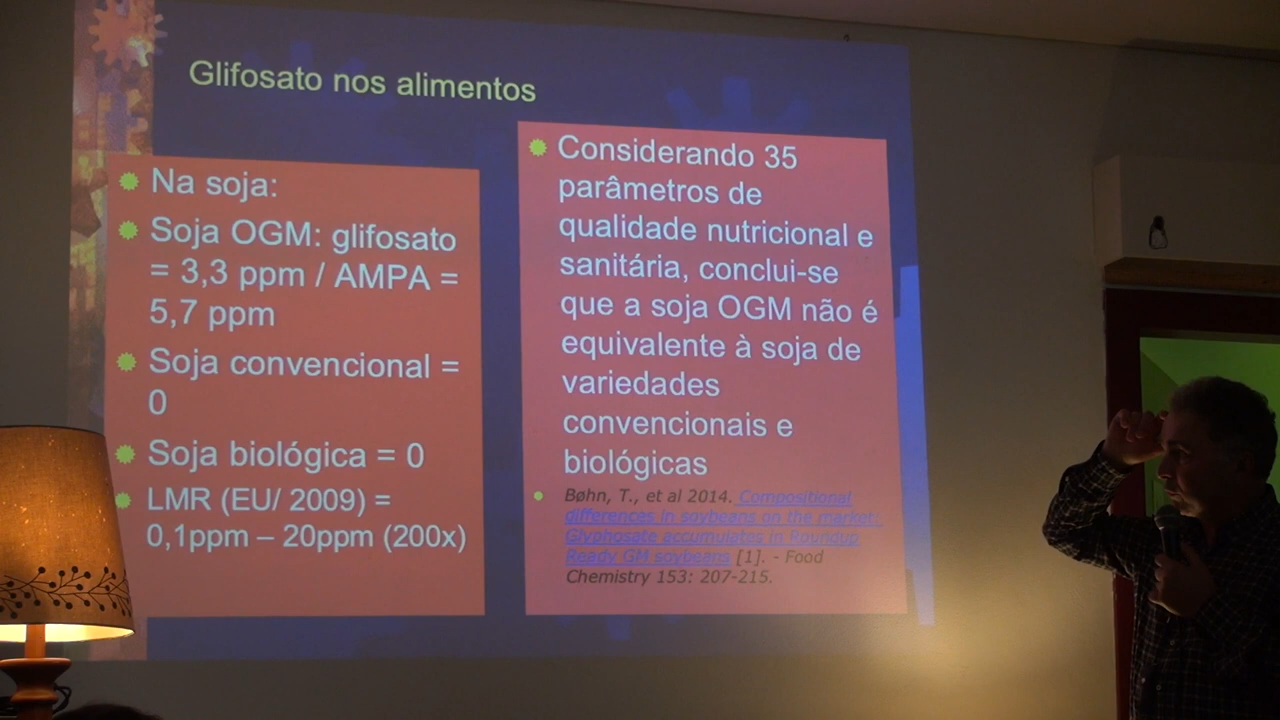 Glifosato nos alimentos
Na soja:
Soja OGM: glifosato
= 3,3 ppm / AMPA =
5,7 ppm
Soja convencional =
0
Soja biológica = 0
LMR (EU/ 2009) =
0,1ppm – 20ppm (200x)
Considerando 35
parâmetros de
qualidade nutricional e
sanitária, conclui-se
que a soja OGM não é
equivalente à soja de
variedades
convencionais e
biológicas
Bøhn, T., et al 2014. Compositional
differences in soybeans on the market:
Glyphosate accumulates in Roundup
Ready GM soybeans [1]. - Food
Chemistry 153: 207-215.